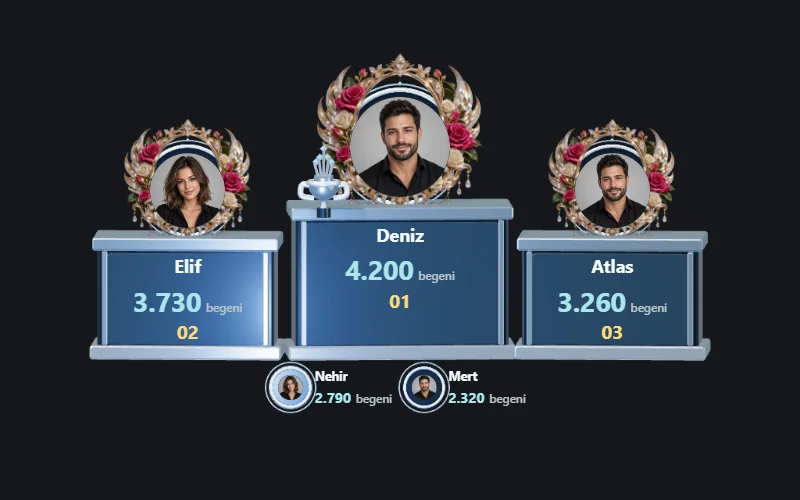 Deniz
4.200 begeni
01
Elif
3.730 begeni
02
Atlas
3.260 begeni
03
Nehir
2.790 begeni
Mert
2.320 begeni